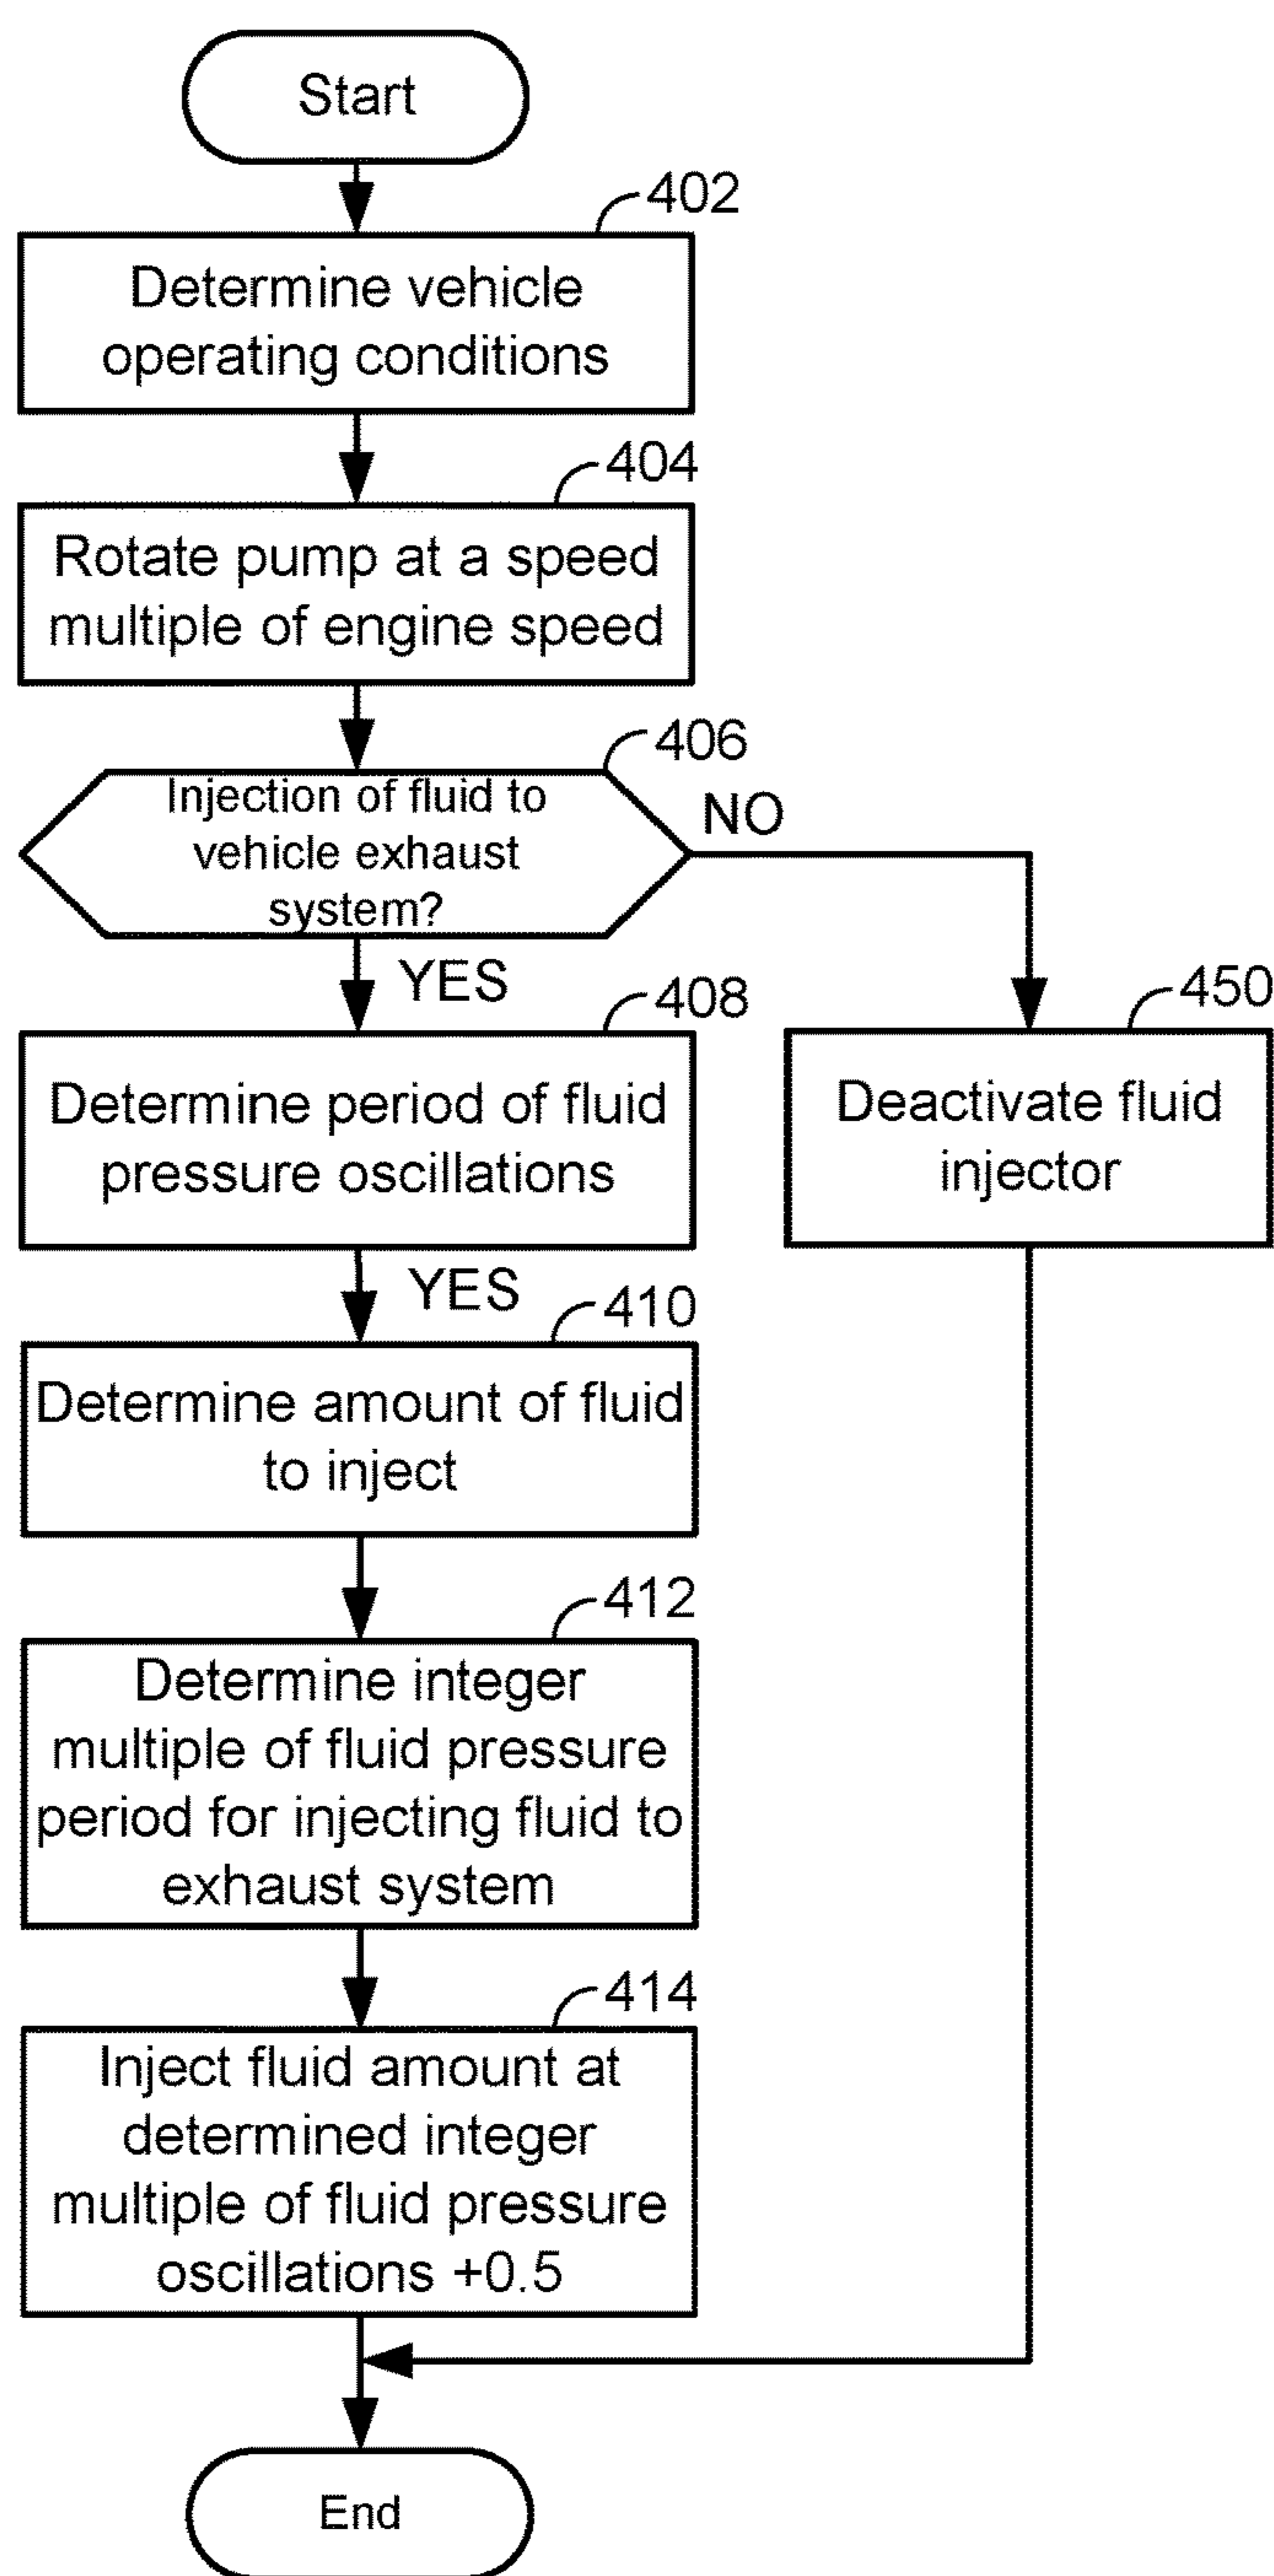 Start
402
Determine vehicle
operating conditions
404
Rotate pump at a speed
multiple of engine speed
406
Injection of fluid to
vehicle exhaust
system?
NO
YES
408
Determine period of fluid
pressure oscillations
450
Deactivate fluid
injector
YES
410
Determine amount of fluid
to inject
412
Determine integer
multiple of fluid pressure
period for injecting fluid to
exhaust system
414
Inject fluid amount at
determined integer
multiple of fluid pressure
oscillations +0.5
End